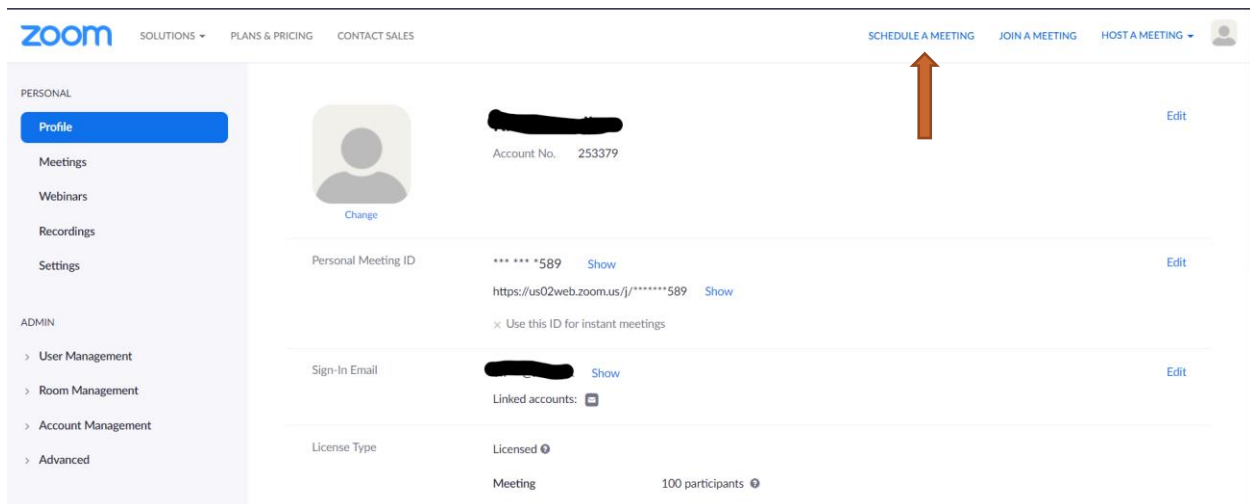 zoom SOLUTIONS PLANS & PRICING CONTACT SALES SCHEDULE A MEETING JOIN A MEETING HOST A MEETING
PERSONAL
Profile
Meetings
Webinars
Recordings
Settings
ADMIN
User Management
Room Management
Account Management
Advanced
Change
Edit
Account No. 253379
Personal Meeting ID *** *** *589 Show Edit
https://us02web.zoom.us/j/*******589 Show
Use this ID for instant meetings
Sign-In Email Show Edit
Linked accounts:
License Type Licensed
Meeting 100 participants